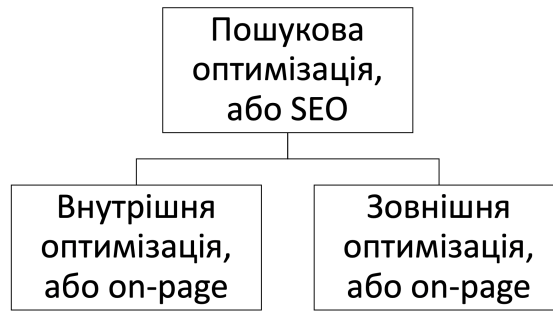 Пошукова
оптимізація,
або SEO
Внутрішня
оптимізація,
або on-page
Зовнішня
оптимізація,
або on-page